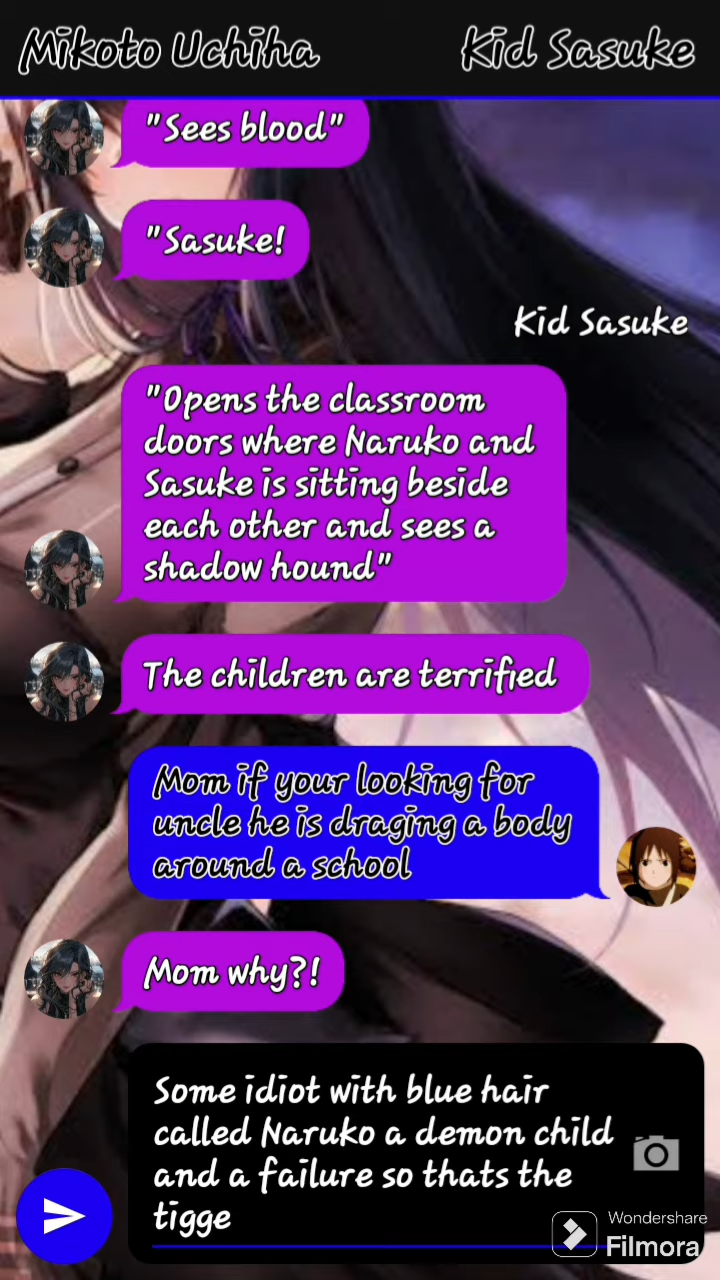 Mikoto Uchiha
Kid Sasuke
"Sees blood"
"Sasuke!
Kid Sasuke
"Opens the classroom
doors where Naruko and
Sasuke is sitting beside
each other and sees a
shadow hound"
The children are terrified
Mom if your looking for
uncle he is draging a body
around a school
Mom why?!
Some idiot with blue hair
called Naruko a demon child
and a failure so thats the
tigge
Wondershare
Filmora